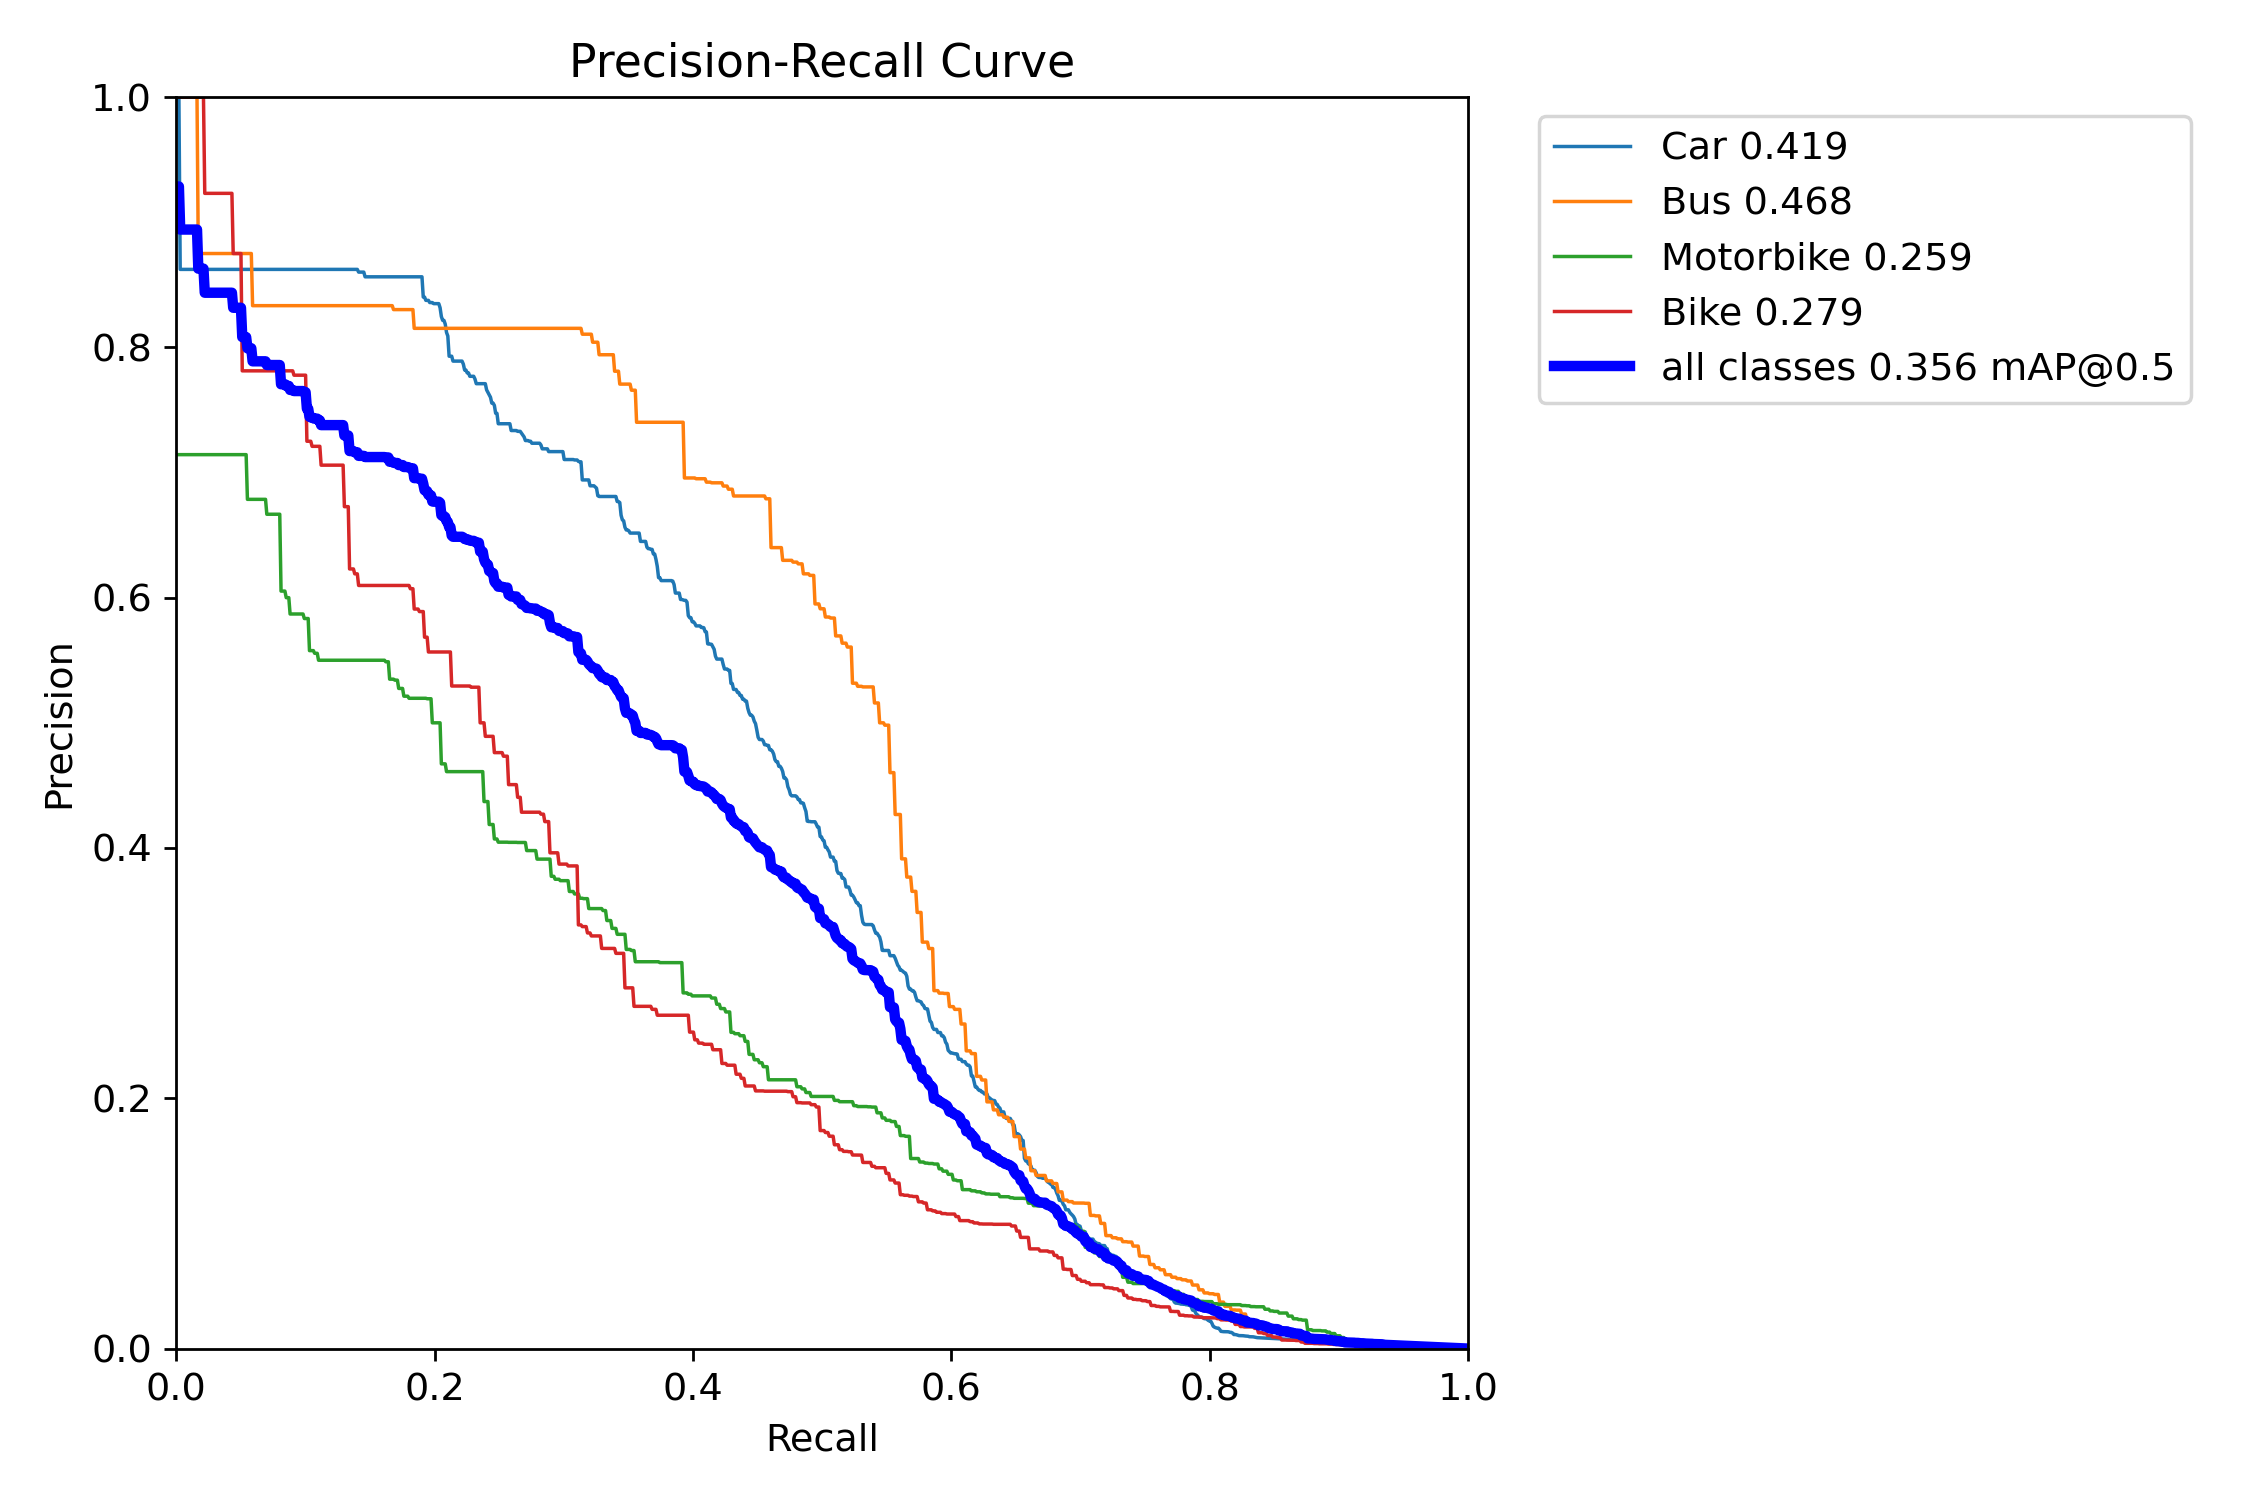 Precision-Recall Curve
1.0
0.8
0.6
0.4
0.2
0.0
Precision
0.0 0.2 0.4 0.6 0.8 1.0
Recall
Car 0.419
Bus 0.468
Motorbike 0.259
Bike 0.279
all classes 0.356 mAP@0.5